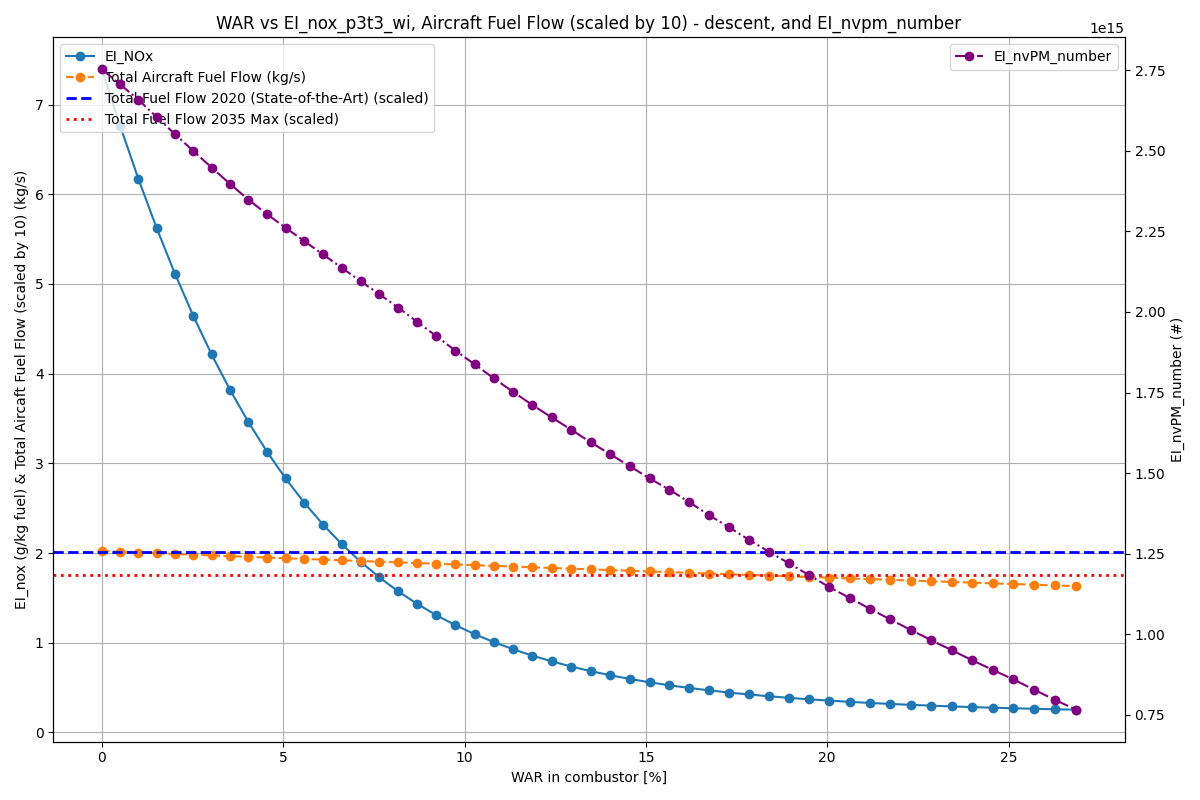 WAR vs EI_nox_p3t3_wi, Aircraft Fuel Flow (scaled by 10) - descent, and EI_nvpm_number
1e15
EI_NOx
Total Aircraft Fuel Flow (kg/s)
Total Fuel Flow 2020 (State-of-the-Art) (scaled)
Total Fuel Flow 2035 Max (scaled)
EI_nvPM_number
EI_nox (g/kg fuel) & Total Aircaft Fuel Flow (scaled by 10) (kg/s)
7
6
5
4
3
2
1
0
2.75
2.50
2.25
2.00
1.75
1.50
1.25
1.00
0.75
EI_nvPM_number (#)
0
5
10
15
20
25
WAR in combustor [%]